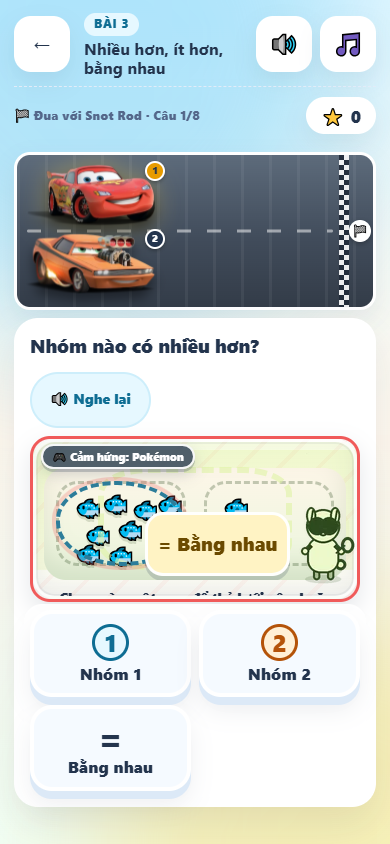 ←
BÀI 3
Nhiều hơn, ít hơn,
bằng nhau
Đua với Snot Rod · Câu 1/8
0
1
2
Nhóm nào có nhiều hơn?
Nghe lại
Cảm hứng: Pokémon
= Bằng nhau
1
Nhóm 1
2
Nhóm 2
=
Bằng nhau